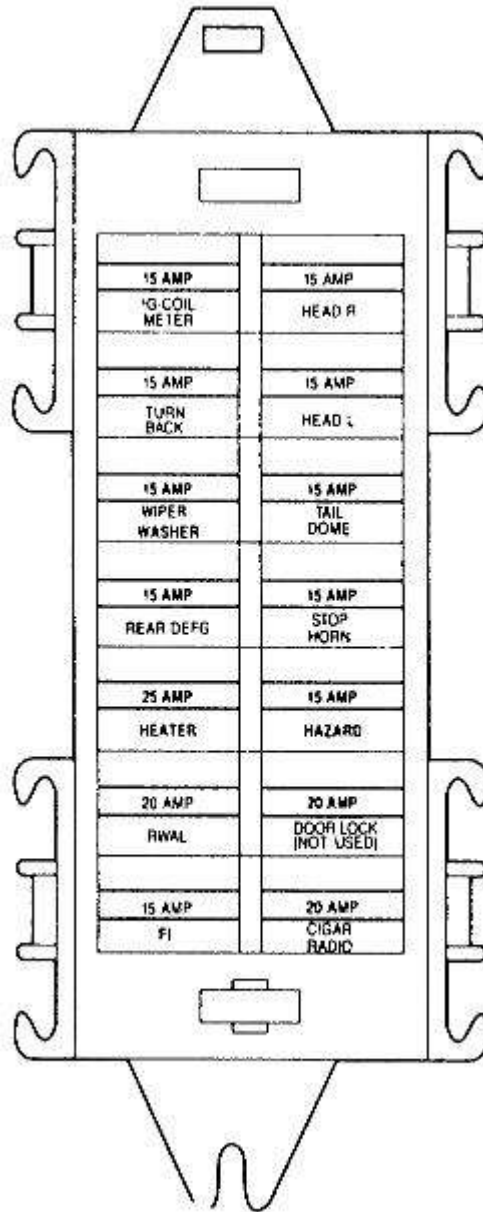 15 AMP
IG-COIL
METER
15 AMP
HEAD R
15 AMP
TURN
BACK
15 AMP
HEAD L
15 AMP
WIPER
WASHER
15 AMP
TAIL
DOME
15 AMP
REAR DEFG
15 AMP
STOP
HORN
25 AMP
HEATER
15 AMP
HAZARD
20 AMP
RWAL
20 AMP
DOOR LOCK
(NOT USED)
15 AMP
FI
20 AMP
CIGAR
RADIO